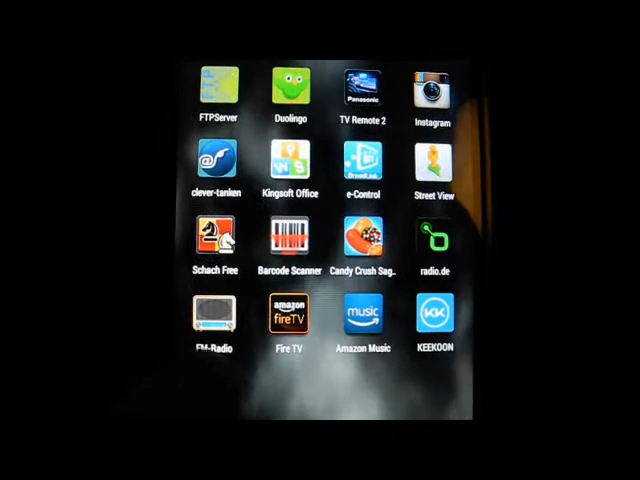 Panasonic
FTPServer Duolingo TV Remote 2 Instagram
@
W S
BroadLink
clever-tanken Kingsoft Office e-Control Street View
Schach Free Barcode Scanner Candy Crush Sag.. radio.de
amazon
fireTV
music
KK
FM-Radio Fire TV Amazon Music KEEKOON